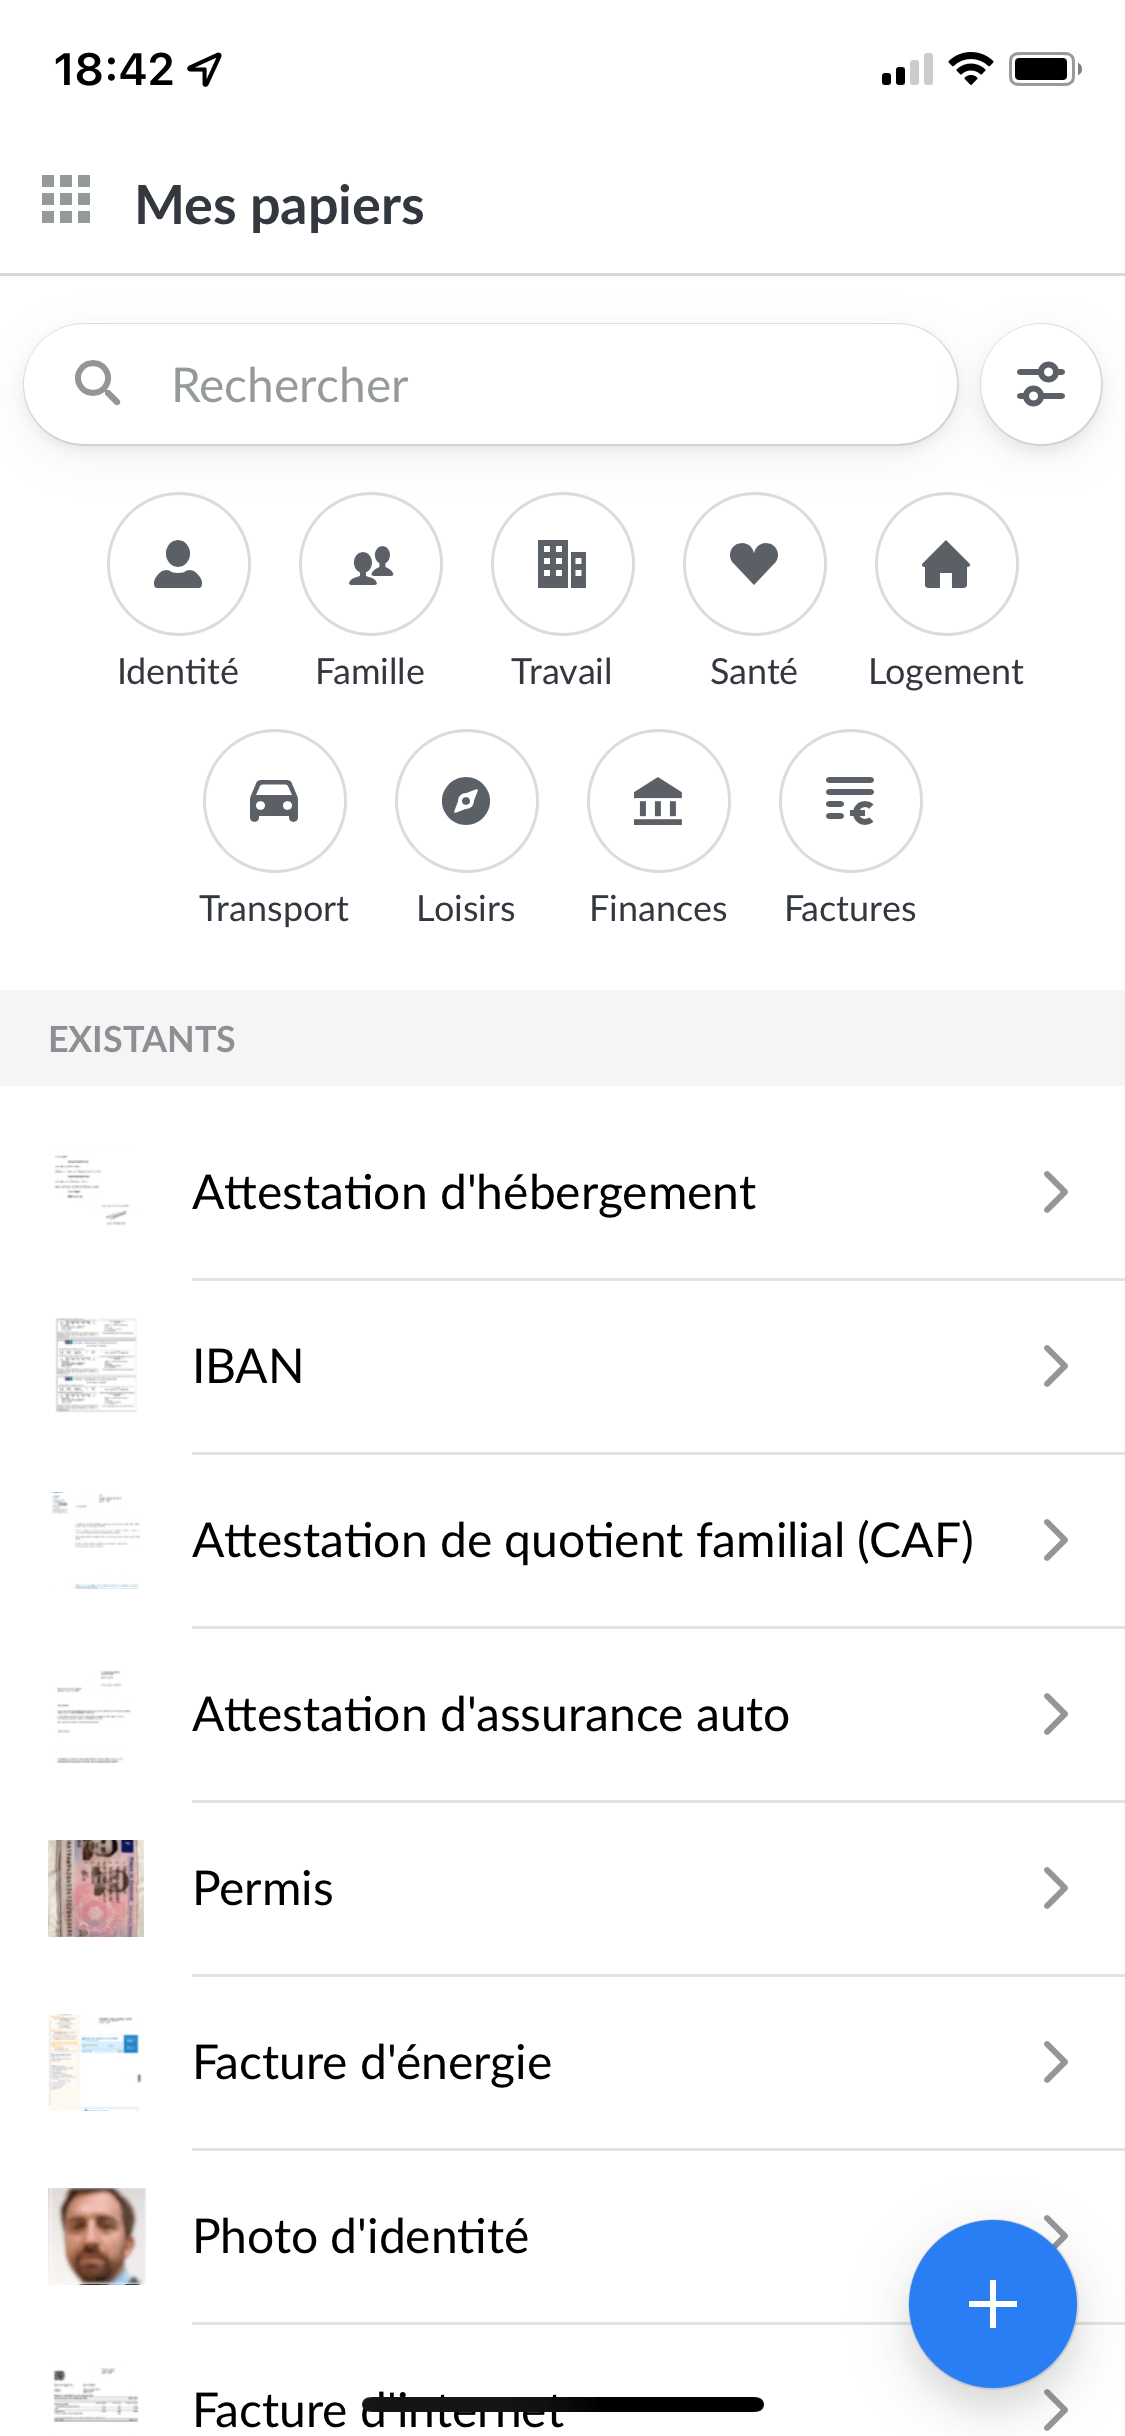 18:42
Mes papiers
Rechercher
Identité Famille Travail Santé Logement
Transport Loisirs Finances Factures
EXISTANTS
Attestation d'hébergement
IBAN
Attestation de quotient familial (CAF)
Attestation d'assurance auto
Permis
Facture d'énergie
Photo d'identité
Facture d'internet